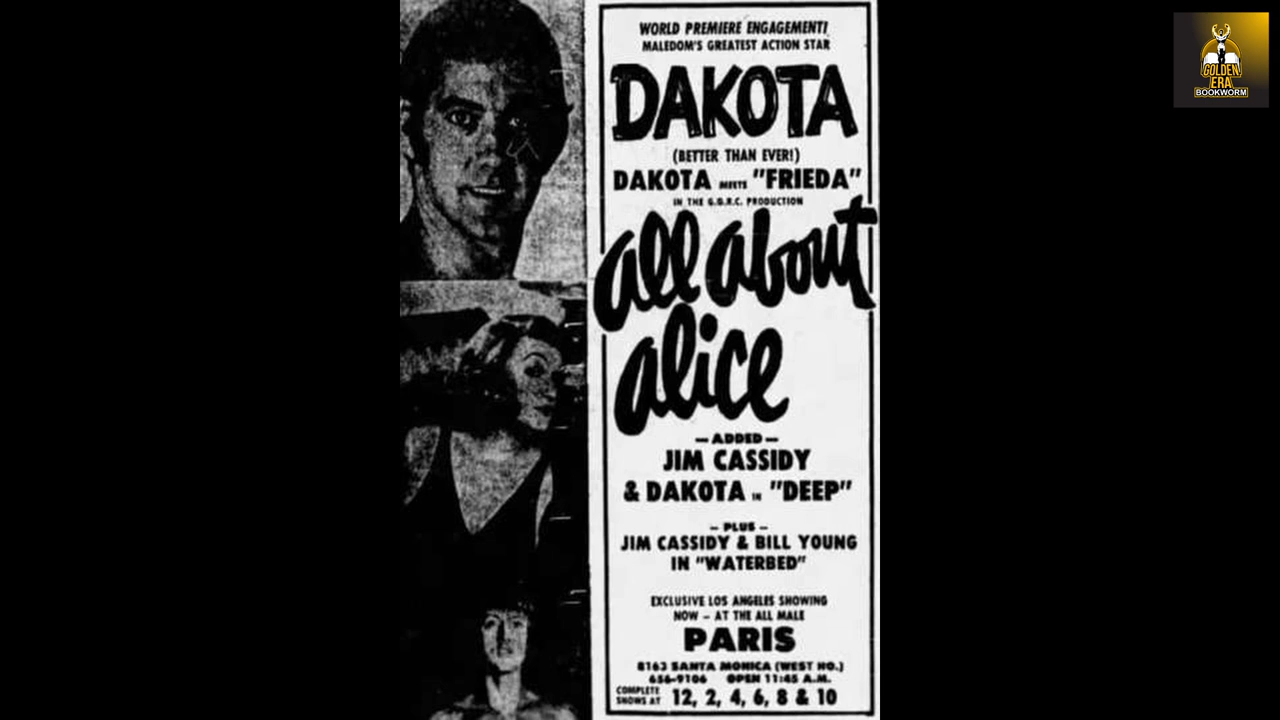 WORLD PREMIERE ENGAGEMENT!
MALEDOM'S GREATEST ACTION STAR
DAKOTA
(BETTER THAN EVER!)
DAKOTA MEETS "FRIEDA"
IN THE G.D.R.C. PRODUCTION
all about
alice
— ADDED —
JIM CASSIDY
& DAKOTA IN "DEEP"
— PLUS —
JIM CASSIDY & BILL YOUNG
IN "WATERBED"
EXCLUSIVE LOS ANGELES SHOWING
NOW — AT THE ALL MALE
PARIS
8163 SANTA MONICA (WEST HO.)
656-9106 OPEN 11:45 A.M.
COMPLETE
SHOWS AT 12, 2, 4, 6, 8 & 10
GOLDEN
ERA
BOOKWORM